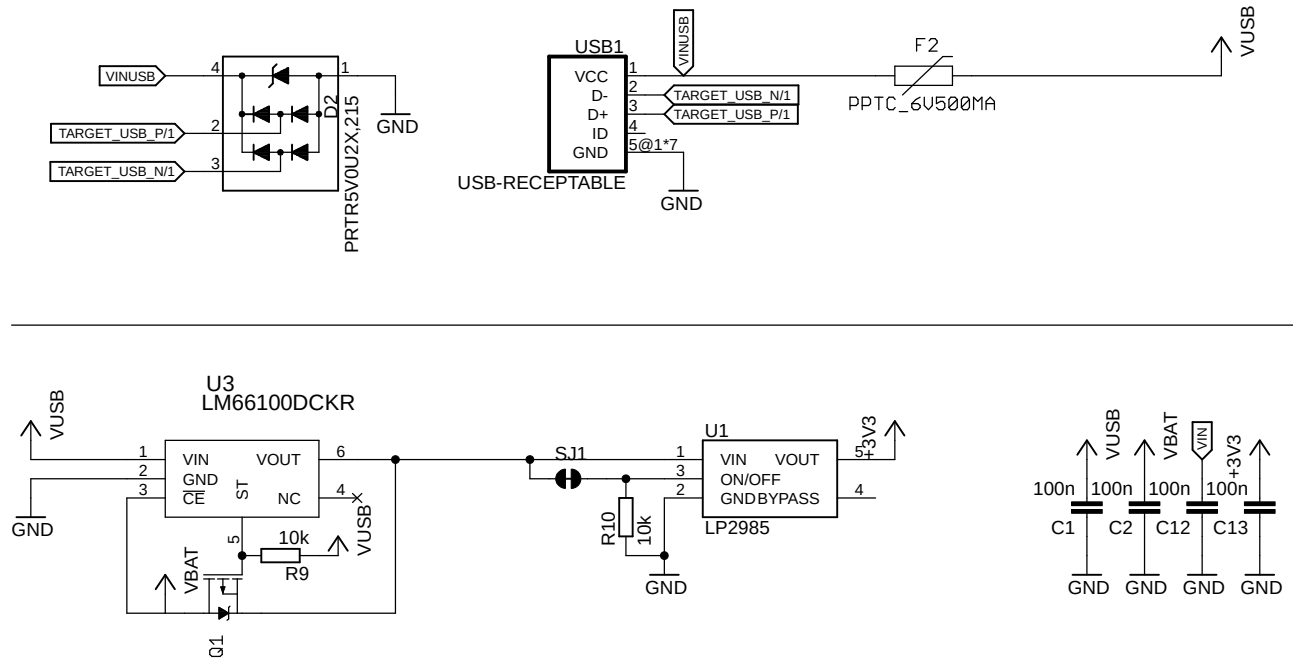 VINUSB
TARGET_USB_P/1
TARGET_USB_N/1
4
2
3
1
D2
PRTR5V0U2X,215
GND
USB1
VCC
D-
D+
ID
GND
1
2
3
4
5@1*7
USB-RECEPTABLE
VINUSB
TARGET_USB_N/1
TARGET_USB_P/1
GND
F2
PPTC_6V500MA
VUSB
U3
LM66100DCKR
VUSB
GND
1
2
3
VIN
GND
CE
ST
VOUT
NC
6
4
5
VUSB
10k
R9
VBAT
Q1
SJ1
R10
10k
GND
U1
1
3
2
VIN
ON/OFF
GND
VOUT
BYPASS
5
4
LP2985
+3V3
VUSB
VBAT
VIN
+3V3
100n
100n
100n
100n
C1
C2
C12
C13
GND
GND
GND
GND